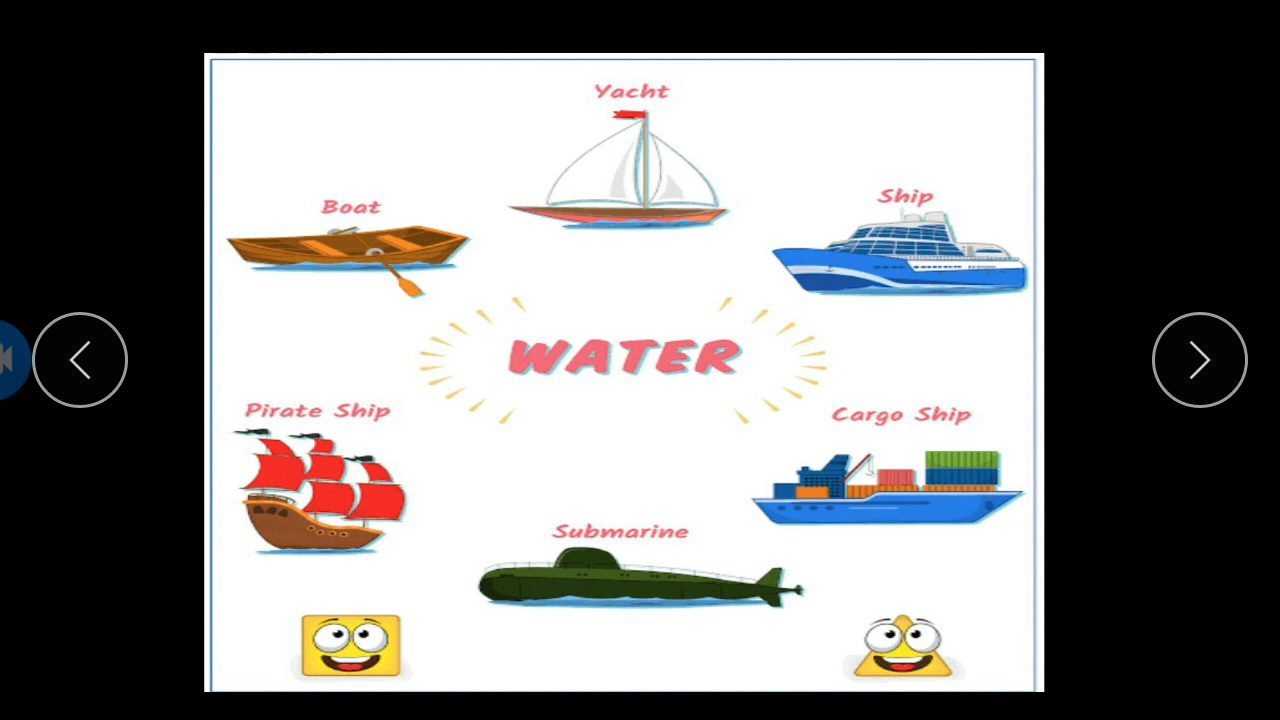 Yacht
Boat
Ship
WATER
Pirate Ship
Cargo Ship
Submarine